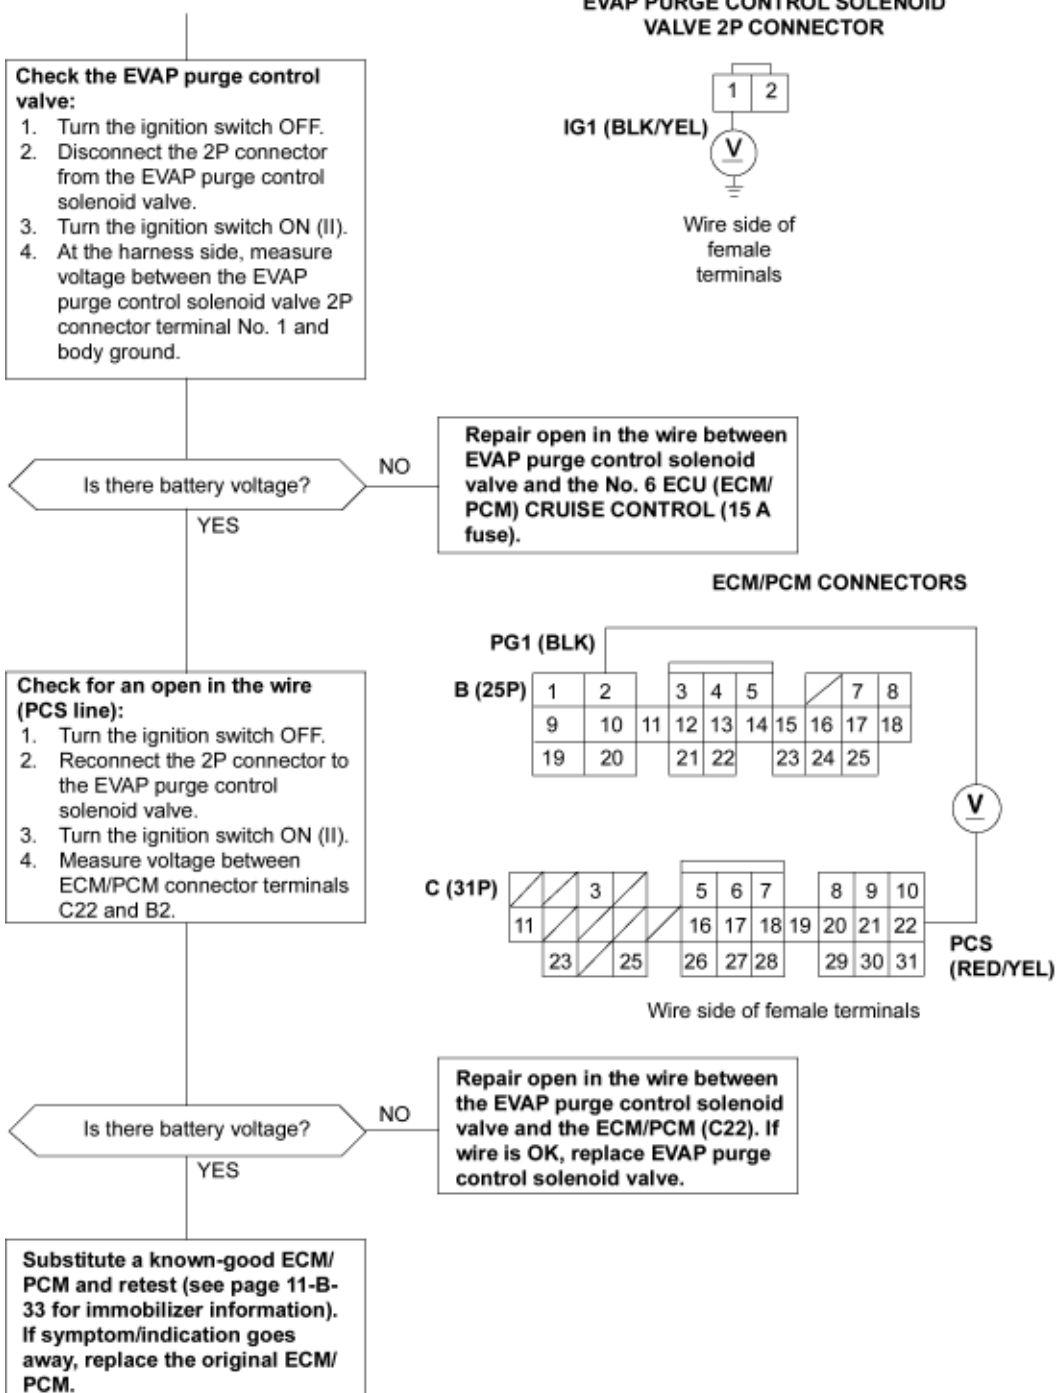 EVAP PURGE CONTROL SOLENOID
VALVE 2P CONNECTOR
Check the EVAP purge control
valve:
1. Turn the ignition switch OFF.
2. Disconnect the 2P connector
from the EVAP purge control
solenoid valve.
3. Turn the ignition switch ON (II).
4. At the harness side, measure
voltage between the EVAP
purge control solenoid valve 2P
connector terminal No. 1 and
body ground.
1 2
IG1 (BLK/YEL)
V
Wire side of
female
terminals
Is there battery voltage?
NO
YES
Repair open in the wire between
EVAP purge control solenoid
valve and the No. 6 ECU (ECM/
PCM) CRUISE CONTROL (15 A
fuse).
ECM/PCM CONNECTORS
Check for an open in the wire
(PCS line):
1. Turn the ignition switch OFF.
2. Reconnect the 2P connector to
the EVAP purge control
solenoid valve.
3. Turn the ignition switch ON (II).
4. Measure voltage between
ECM/PCM connector terminals
C22 and B2.
PG1 (BLK)
B (25P)
1 2 3 4 5 7 8
9 10 11 12 13 14 15 16 17 18
19 20 21 22 23 24 25
V
C (31P)
3 5 6 7 8 9 10
11 16 17 18 19 20 21 22
23 25 26 27 28 29 30 31
PCS
(RED/YEL)
Wire side of female terminals
Is there battery voltage?
NO
YES
Repair open in the wire between
the EVAP purge control solenoid
valve and the ECM/PCM (C22). If
wire is OK, replace EVAP purge
control solenoid valve.
Substitute a known-good ECM/
PCM and retest (see page 11-B-
33 for immobilizer information).
If symptom/indication goes
away, replace the original ECM/
PCM.